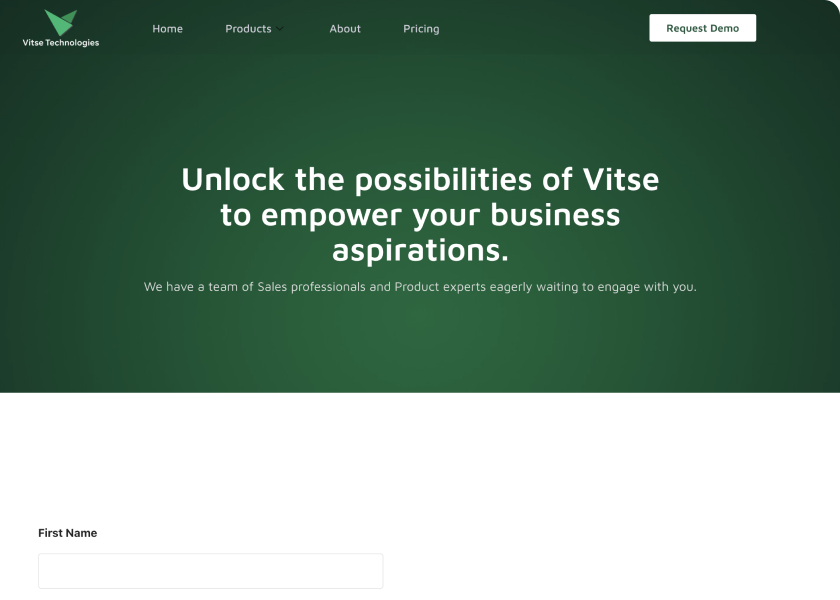 Vitse Technologies
Home
Products
About
Pricing
Request Demo
Unlock the possibilities of Vitse
to empower your business
aspirations.
We have a team of Sales professionals and Product experts eagerly waiting to engage with you.
First Name